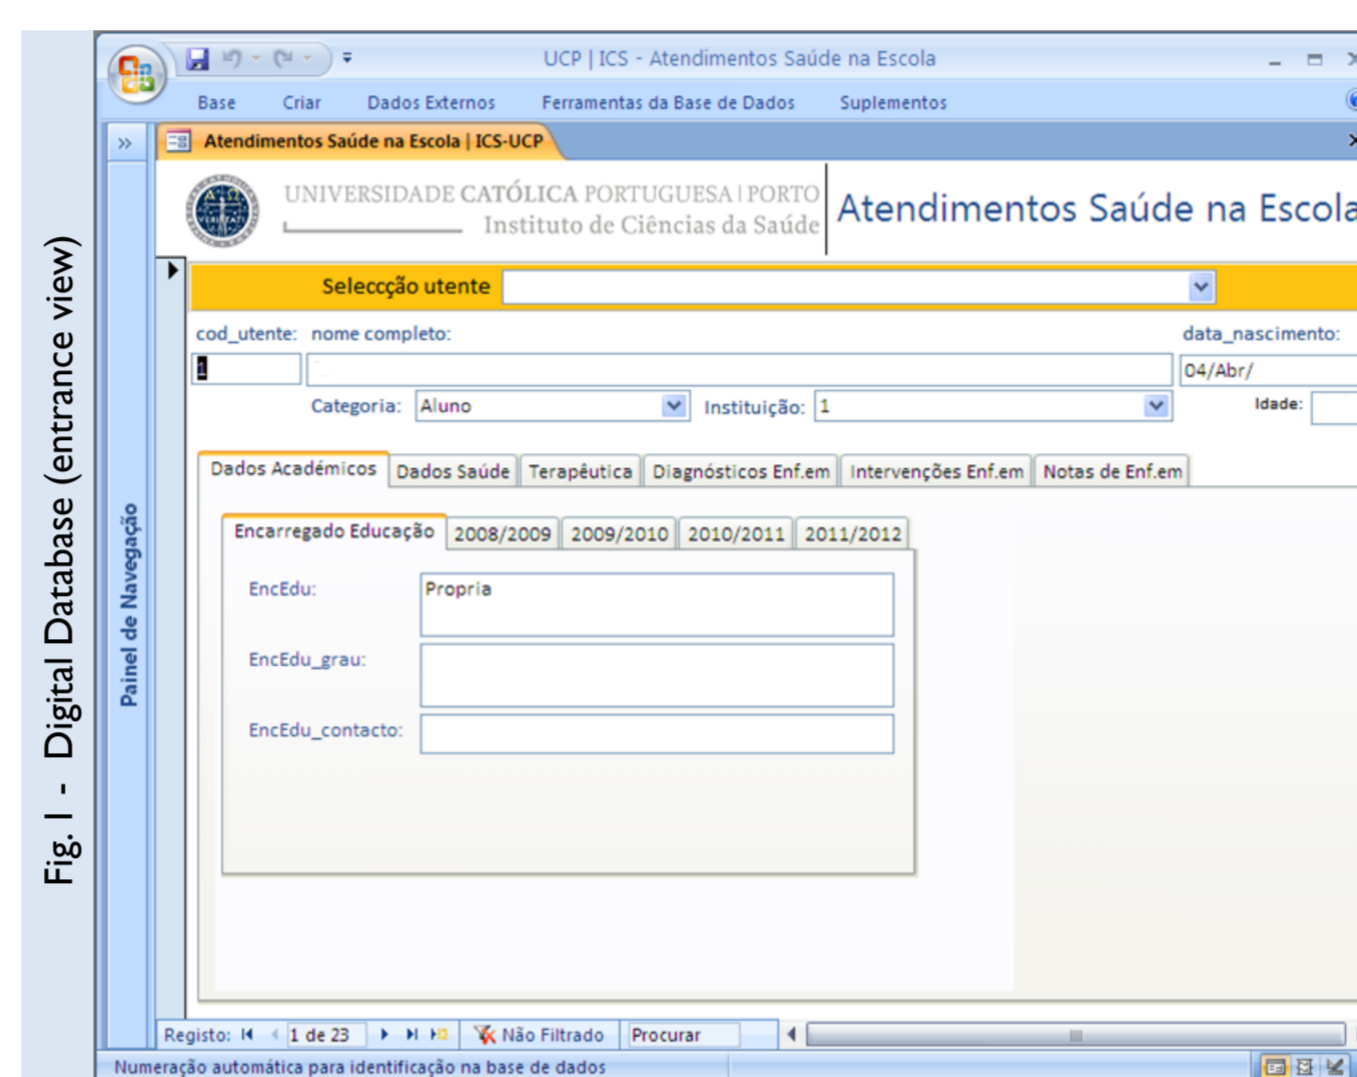 Fig. 1 - Digital Database (entrance view)
UCP | ICS - Atendimentos Saúde na Escola
Base Criar Dados Externos Ferramentas da Base de Dados Suplementos
Atendimentos Saúde na Escola | ICS-UCP
UNIVERSIDADE CATÓLICA PORTUGUESA | PORTO
Instituto de Ciências da Saúde
Atendimentos Saúde na Escola
Seleccção utente
cod_utente: nome completo: data_nascimento:
1 04/Abr/
Categoria: Aluno Instituição: 1 Idade:
Dados Académicos Dados Saúde Terapêutica Diagnósticos Enf.em Intervenções Enf.em Notas de Enf.em
Encarregado Educação 2008/2009 2009/2010 2010/2011 2011/2012
EncEdu: Propria
EncEdu_grau:
EncEdu_contacto:
Painel de Navegação
Registo: 1 de 23 Não Filtrado Procurar
Numeração automática para identificação na base de dados